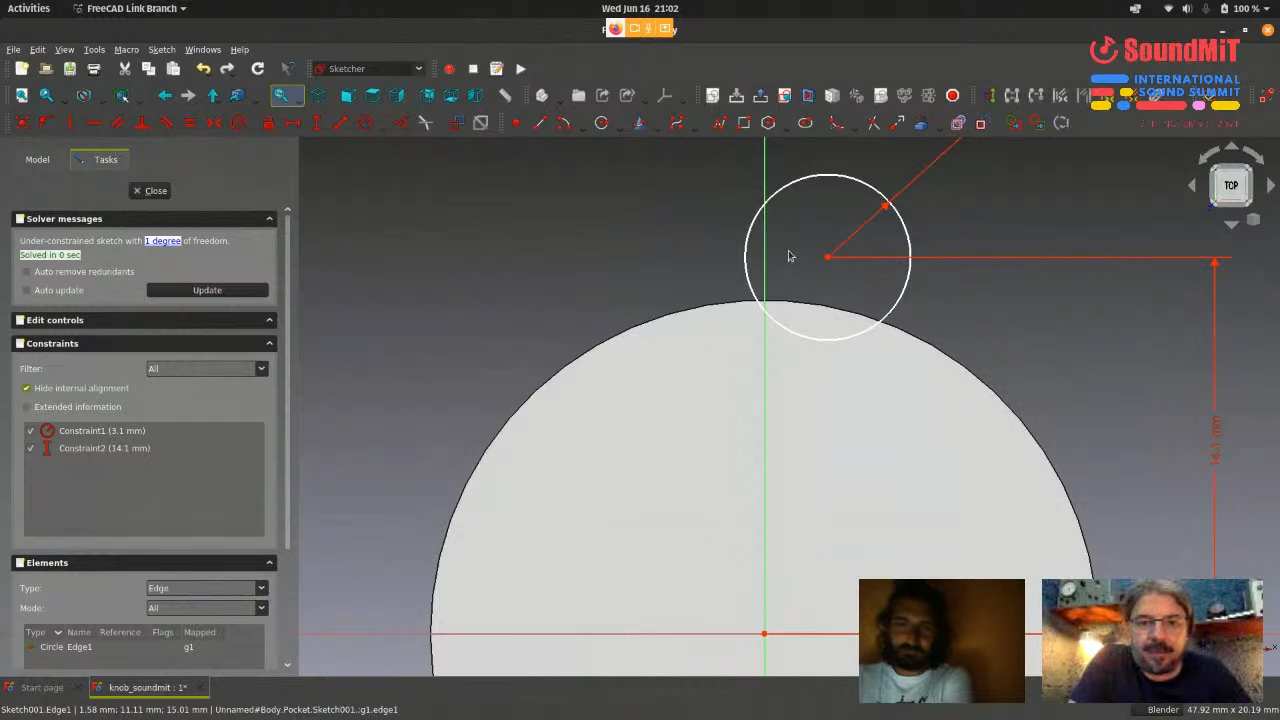 Activities
FreeCAD Link Branch
Wed Jun 16 21:02
100 %
File Edit View Tools Macro Sketch Windows Help
Sketcher
SoundMiT
INTERNATIONAL
SOUND SUMMIT
Model
Tasks
Close
Solver messages
Under-constrained sketch with 1 degree of freedom.
Solved in 0 sec
Auto remove redundants
Auto update
Update
Edit controls
Constraints
Filter:
All
Hide internal alignment
Extended information
Constraint1 (3.1 mm)
Constraint2 (14.1 mm)
Elements
Type:
Edge
Mode:
All
Type Name Reference Flags Mapped
Circle Edge1 g1
TOP
14.1 mm
Start page
knob_soundmit : 1*
Sketch001.Edge1 | 1.58 mm; 11.11 mm; 15.01 mm | Unnamed#Body.Pocket.Sketch001.;g1.edge1
Blender
47.92 mm x 20.19 mm